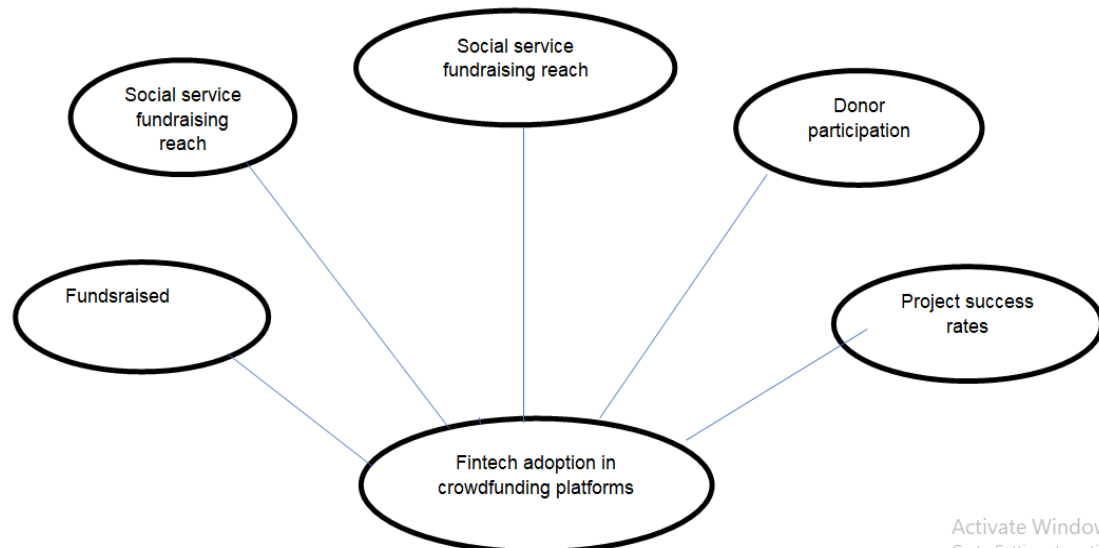 Social service
fundraising reach
Social service
fundraising
reach
Donor
participation
Fundsraised
Project success
rates
Fintech adoption in
crowdfunding platforms
Activate Window